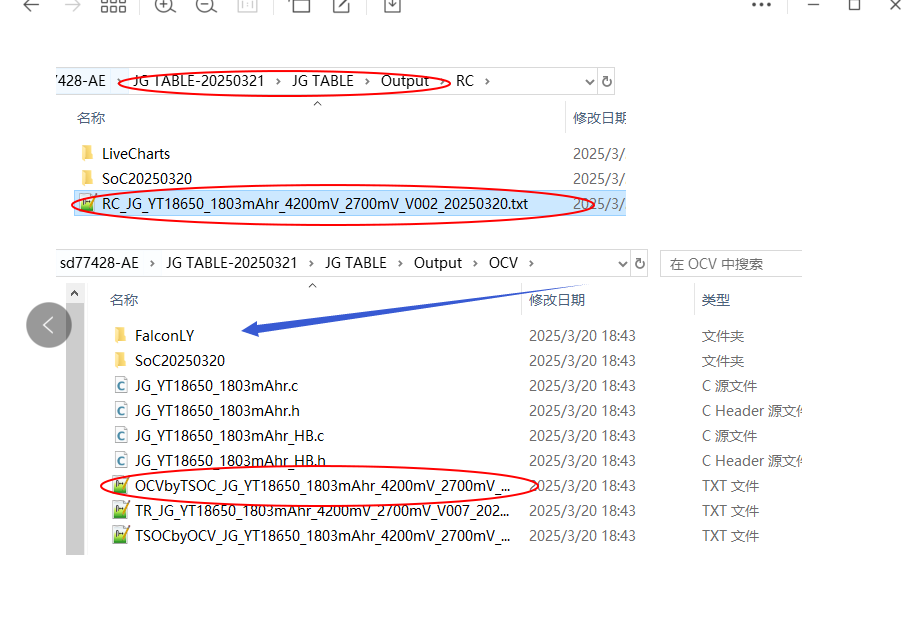 7428-AE › JG TABLE-20250321 › JG TABLE › Output › RC ›
名称 修改日期
LiveCharts 2025/3/
SoC20250320 2025/3/
RC_JG_YT18650_1803mAhr_4200mV_2700mV_V002_20250320.txt 2025/3/
sd77428-AE › JG TABLE-20250321 › JG TABLE › Output › OCV › 在 OCV 中搜索
名称 修改日期 类型
FalconLY 2025/3/20 18:43 文件夹
SoC20250320 2025/3/20 18:43 文件夹
JG_YT18650_1803mAhr.c 2025/3/20 18:43 C 源文件
JG_YT18650_1803mAhr.h 2025/3/20 18:43 C Header 源文件
JG_YT18650_1803mAhr_HB.c 2025/3/20 18:43 C 源文件
JG_YT18650_1803mAhr_HB.h 2025/3/20 18:43 C Header 源文件
OCVbyTSOC_JG_YT18650_1803mAhr_4200mV_2700mV_... 2025/3/20 18:43 TXT 文件
TR_JG_YT18650_1803mAhr_4200mV_2700mV_V007_202... 2025/3/20 18:43 TXT 文件
TSOCbyOCV_JG_YT18650_1803mAhr_4200mV_2700mV_... 2025/3/20 18:43 TXT 文件